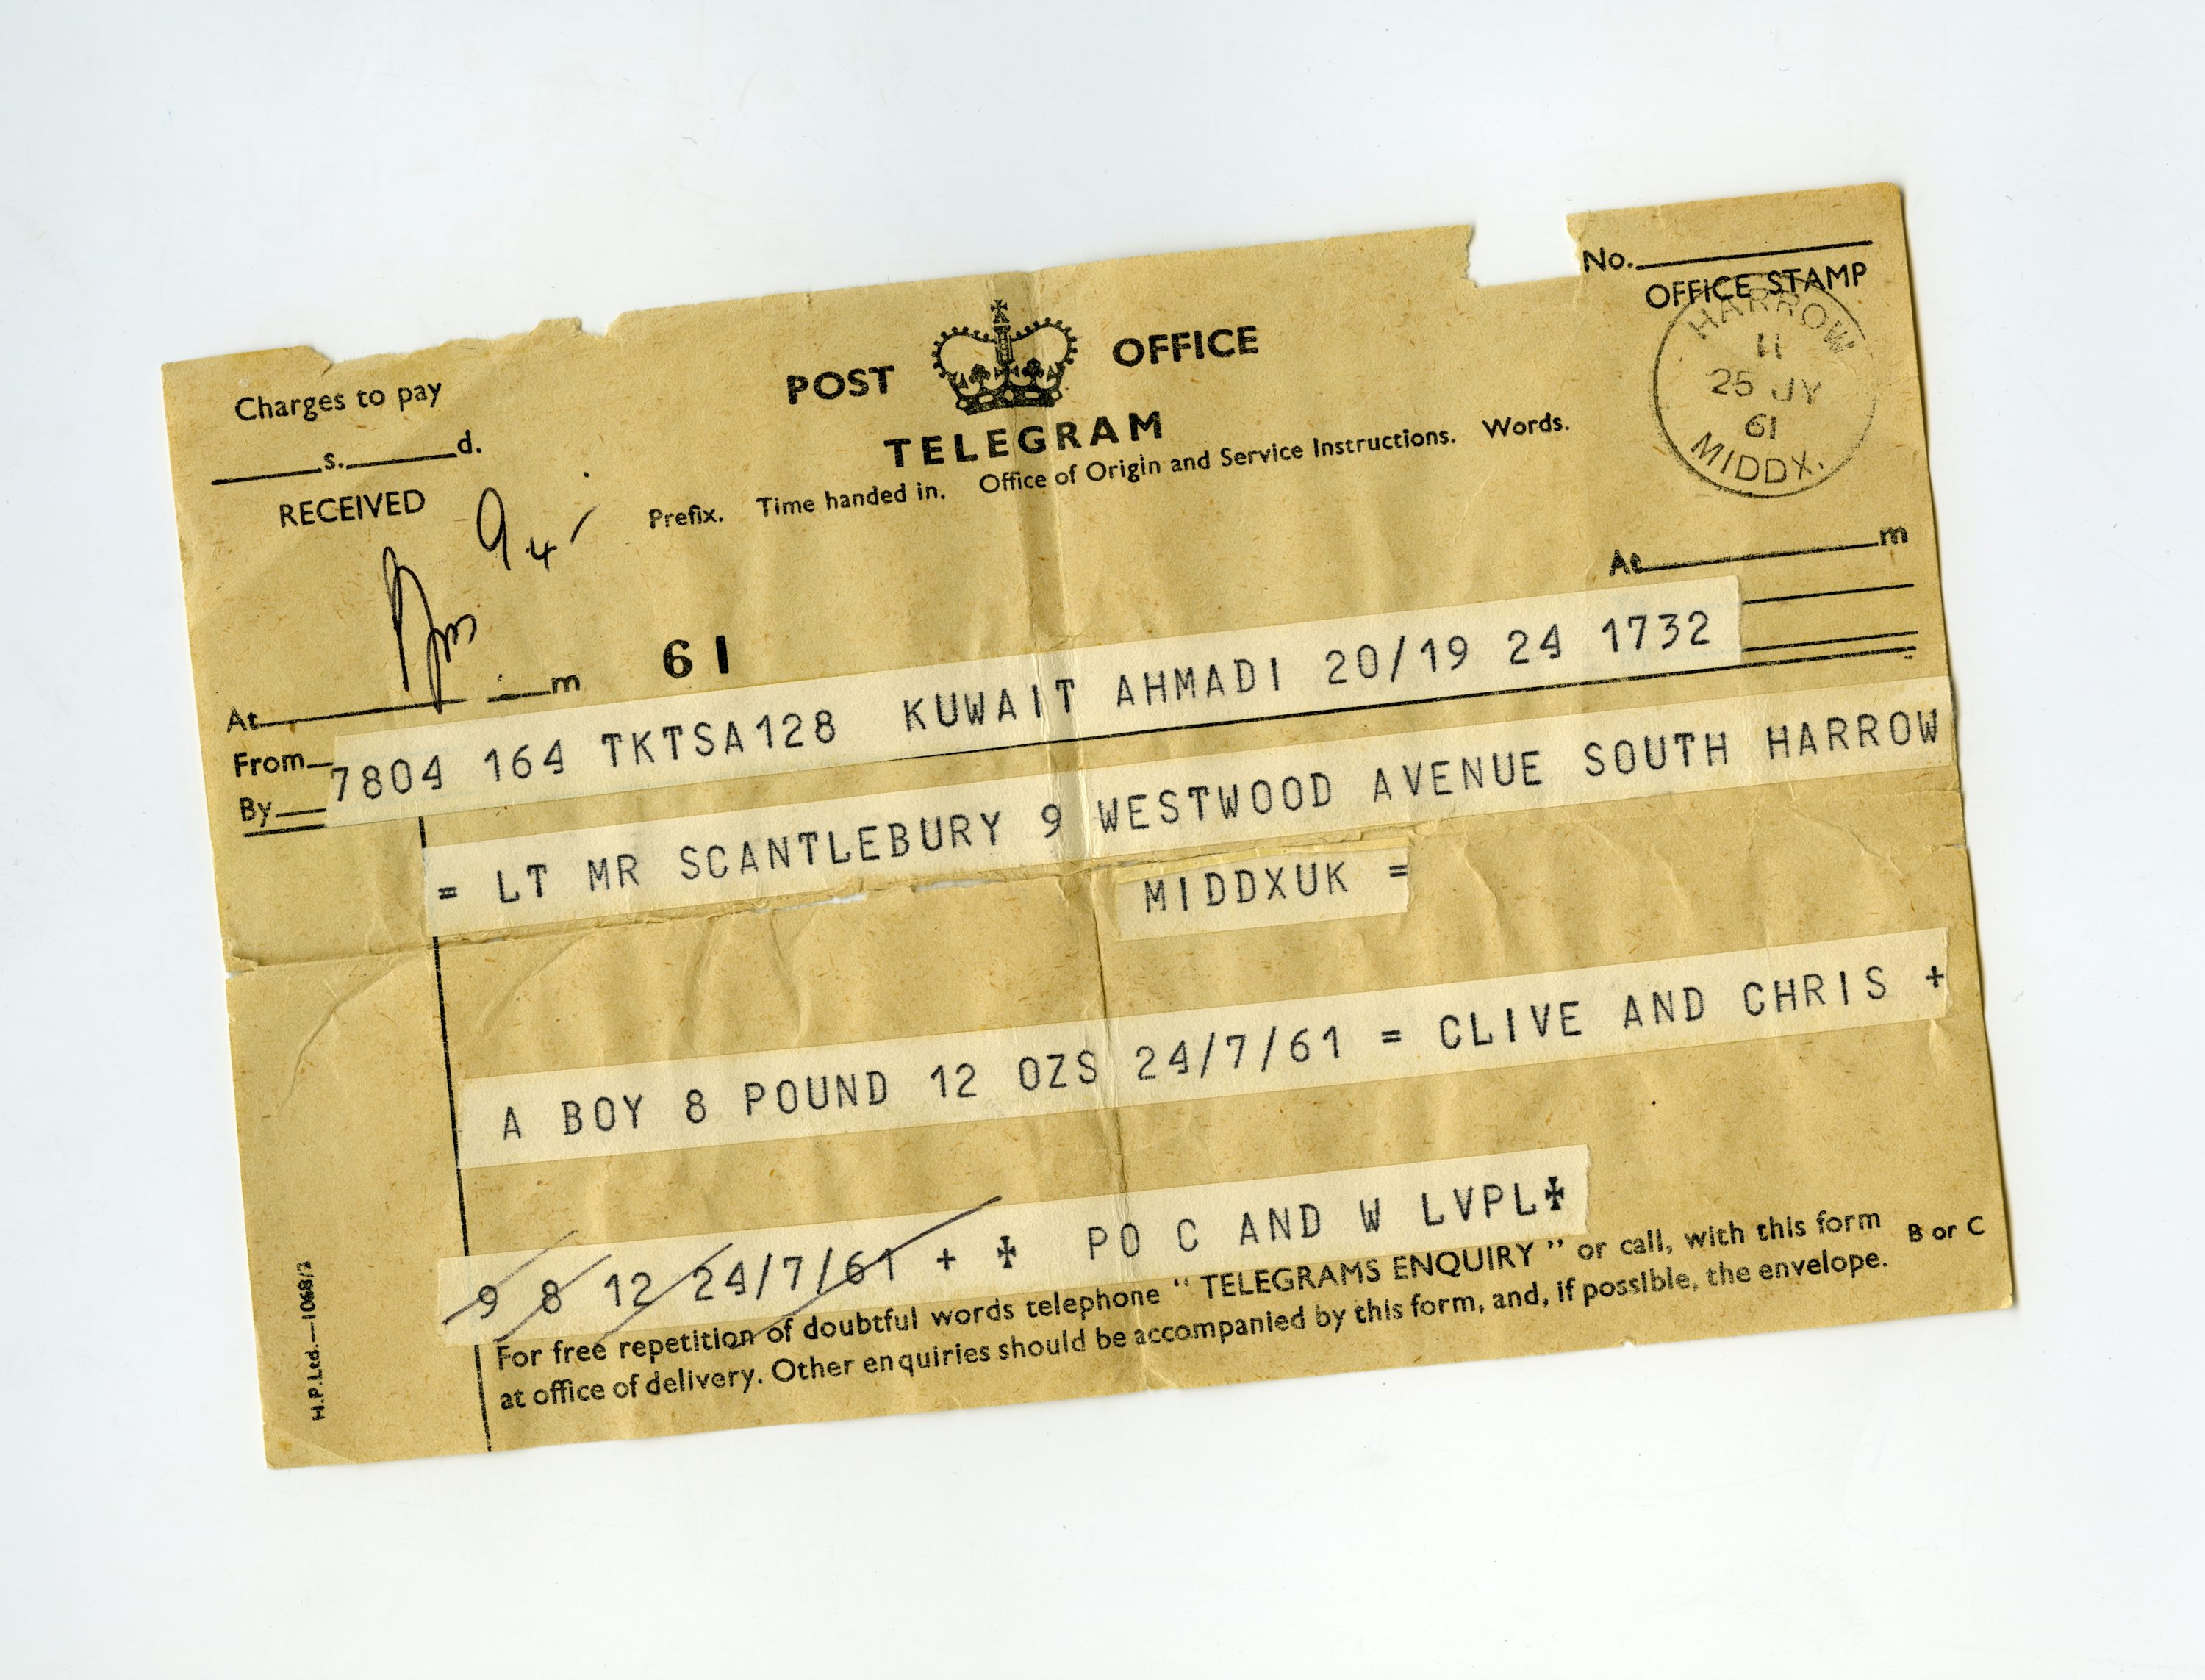 No.
OFFICE STAMP
HARROW
11
25 JY
61
MIDDX.
Charges to pay
s. d.
RECEIVED
POST OFFICE
TELEGRAM
Prefix. Time handed in. Office of Origin and Service Instructions. Words.
At m
61
At m
From
By
7804 164 TKTSA128 KUWAIT AHMADI 20/19 24 1732
= LT MR SCANTLEBURY 9 WESTWOOD AVENUE SOUTH HARROW
MIDDXUK =
A BOY 8 POUND 12 OZS 24/7/61 = CLIVE AND CHRIS +
9 8 12 24/7/61 + ✠ PO C AND W LVPL✠
For free repetition of doubtful words telephone “ TELEGRAMS ENQUIRY ” or call, with this form
at office of delivery. Other enquiries should be accompanied by this form, and, if possible, the envelope.
B or C
H.P.Ltd.—1068/2